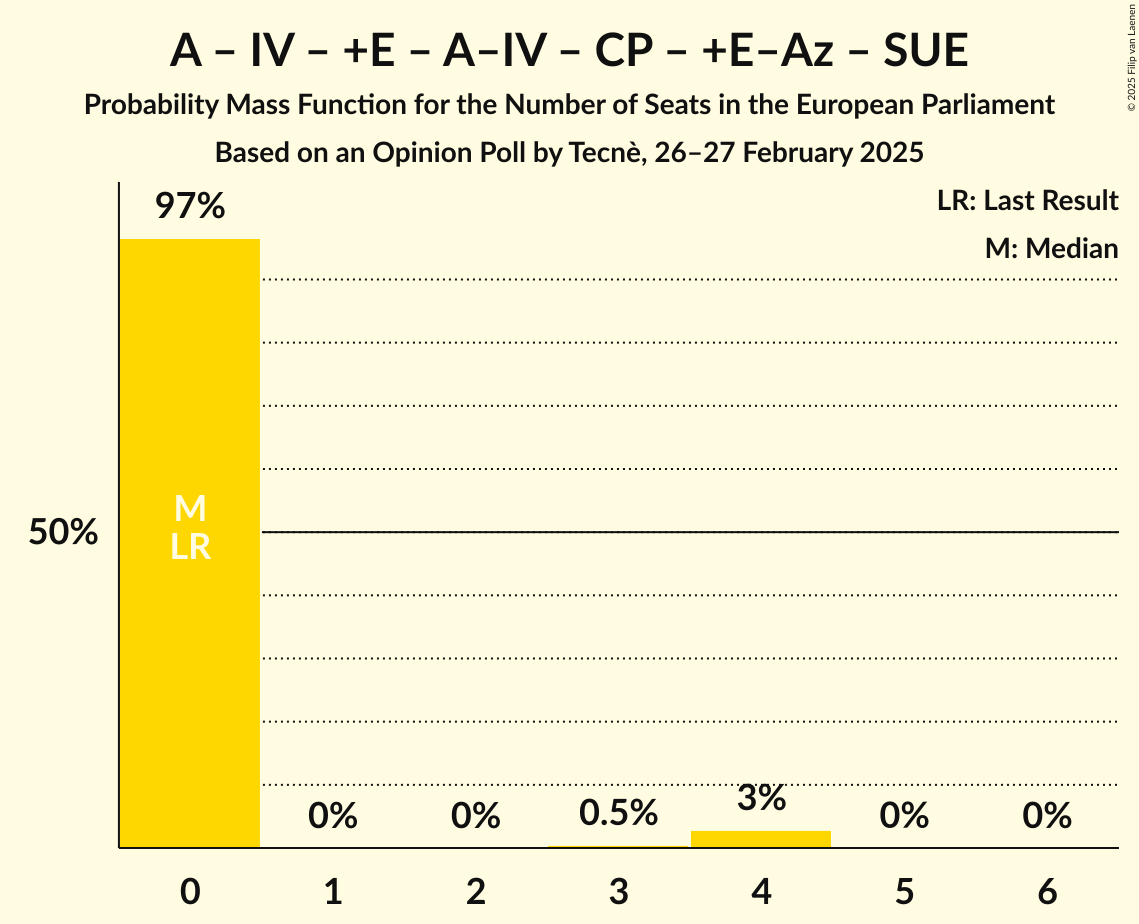 A – IV – +E – A–IV – CP – +E–Az – SUE
Probability Mass Function for the Number of Seats in the European Parliament
Based on an Opinion Poll by Tecnè, 26–27 February 2025
© 2025 Filip van Laenen
LR: Last Result
M: Median
97%
M
LR
50%
0%
0%
0.5%
3%
0%
0%
0
1
2
3
4
5
6